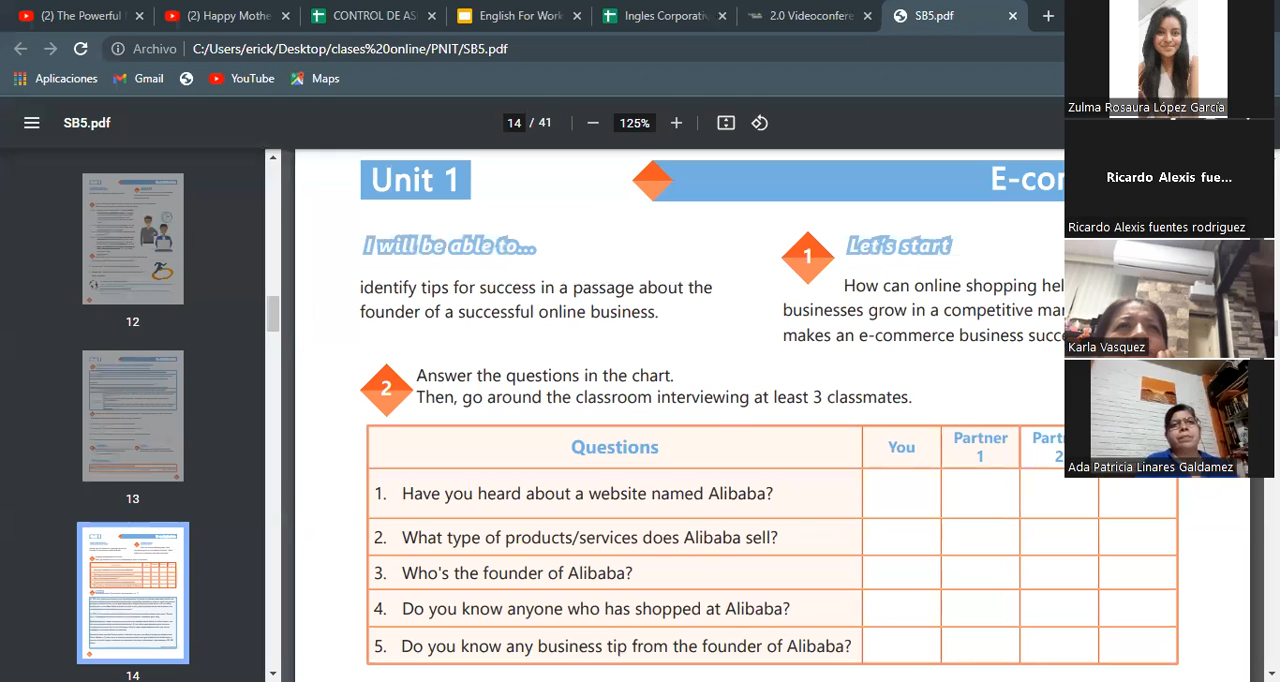 (2) The Powerful
(2) Happy Mothe
CONTROL DE AS
English For Work
Ingles Corporati
2.0 Videoconfere
SB5.pdf
Archivo
C:/Users/erick/Desktop/clases%20online/PNIT/SB5.pdf
Aplicaciones
Gmail
YouTube
Maps
SB5.pdf
14 / 41
125%
12
13
14
Unit 1
E-cor
I will be able to...
identify tips for success in a passage about the
founder of a successful online business.
1
Let's start
How can online shopping hel
businesses grow in a competitive mar
makes an e-commerce business succ
2
Answer the questions in the chart.
Then, go around the classroom interviewing at least 3 classmates.
Questions
You
Partner
1
Partr
2
1. Have you heard about a website named Alibaba?
2. What type of products/services does Alibaba sell?
3. Who's the founder of Alibaba?
4. Do you know anyone who has shopped at Alibaba?
5. Do you know any business tip from the founder of Alibaba?
Zulma Rosaura López García
Ricardo Alexis fue...
Ricardo Alexis fuentes rodriguez
Karla Vasquez
Ada Patricia Linares Galdamez